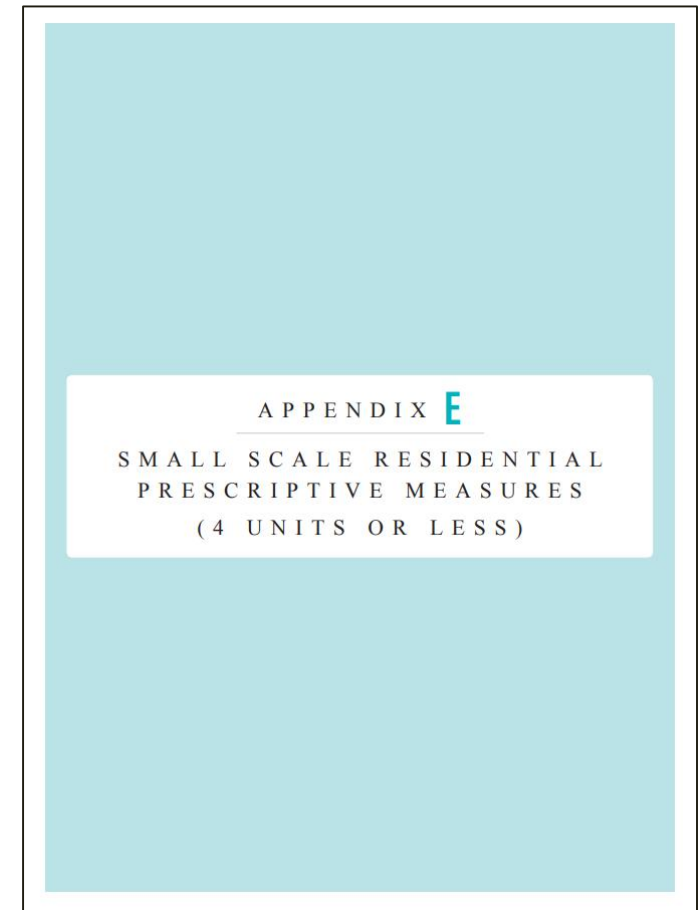 APPENDIX E
SMALL SCALE RESIDENTIAL
PRESCRIPTIVE MEASURES
(4 UNITS OR LESS)